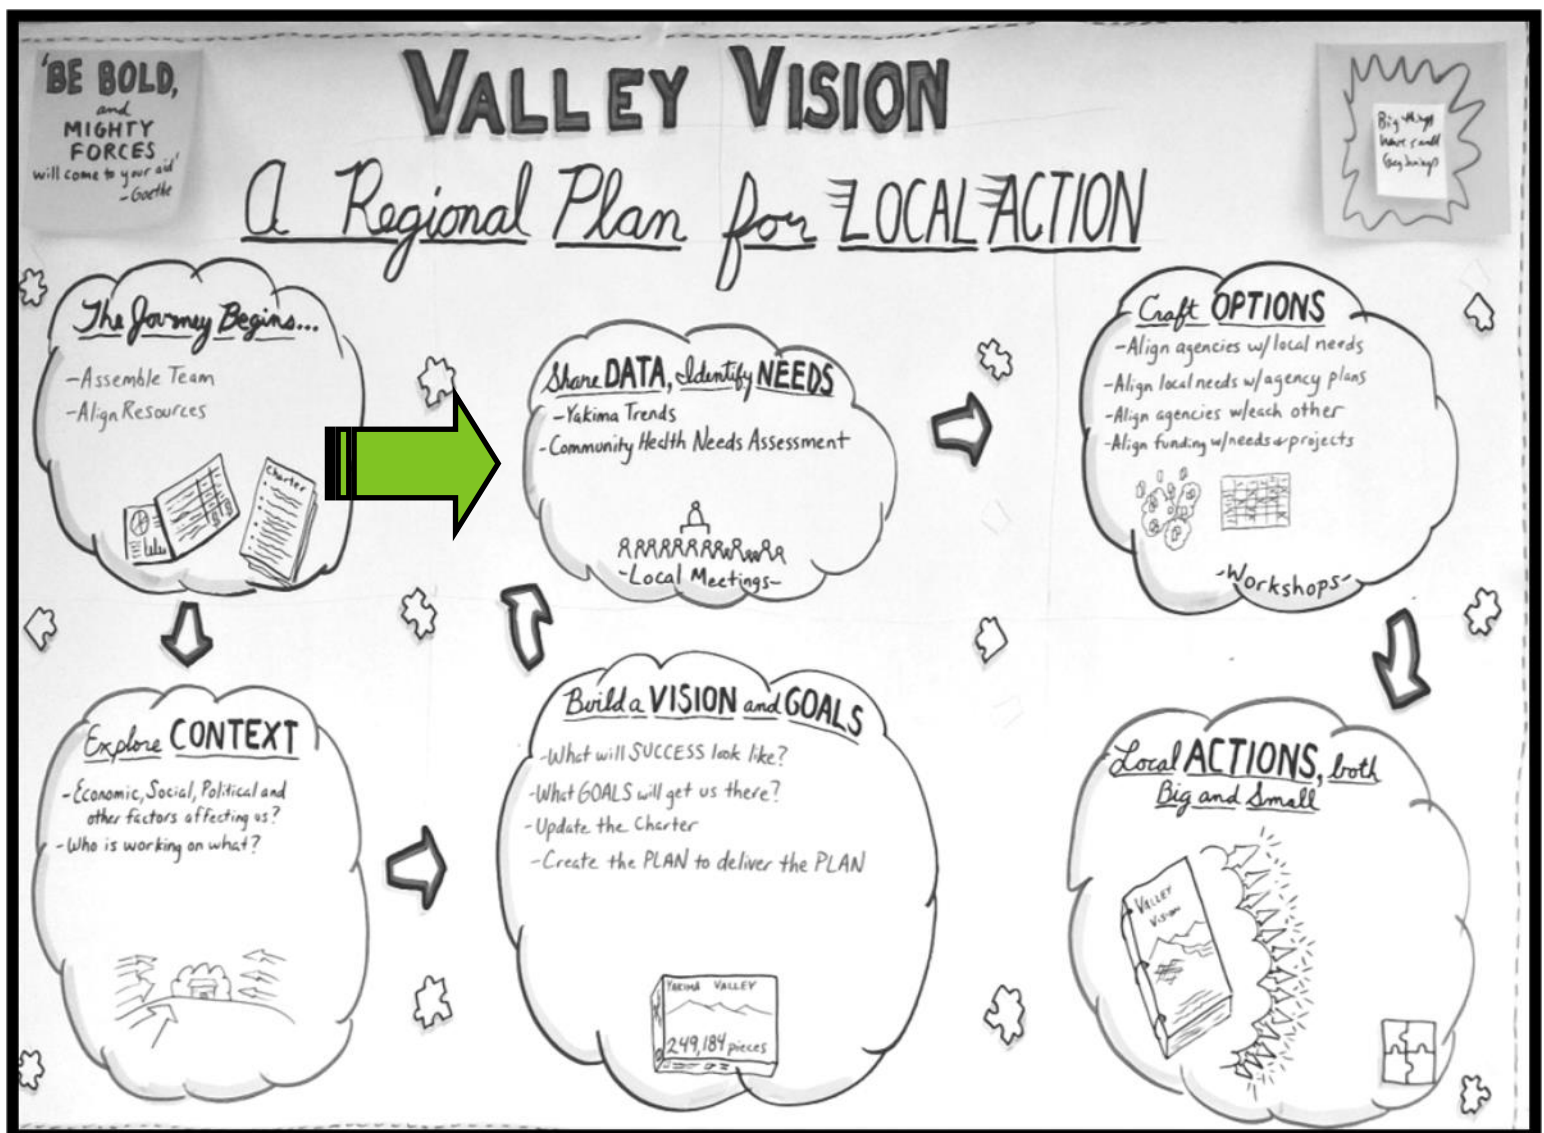 'BE BOLD,
and
MIGHTY
FORCES
will come to your aid'
-Goethe
VALLEY VISION
A Regional Plan for LOCAL ACTION
Big things
have small
beginnings
The Journey Begins...
-Assemble Team
-Align Resources
Charter
Share DATA, Identify NEEDS
-Yakima Trends
-Community Health Needs Assessment
-Local Meetings-
Craft OPTIONS
-Align agencies w/local needs
-Align local needs w/agency plans
-Align agencies w/each other
-Align funding w/needs & projects
-Workshops-
Explore CONTEXT
-Economic, Social, Political and
other factors affecting us?
-Who is working on what?
Build a VISION and GOALS
-What will SUCCESS look like?
-What GOALS will get us there?
-Update the Charter
-Create the PLAN to deliver the PLAN
YAKIMA VALLEY
249,184 pieces
Local ACTIONS, both
Big and Small
VALLEY
VISION